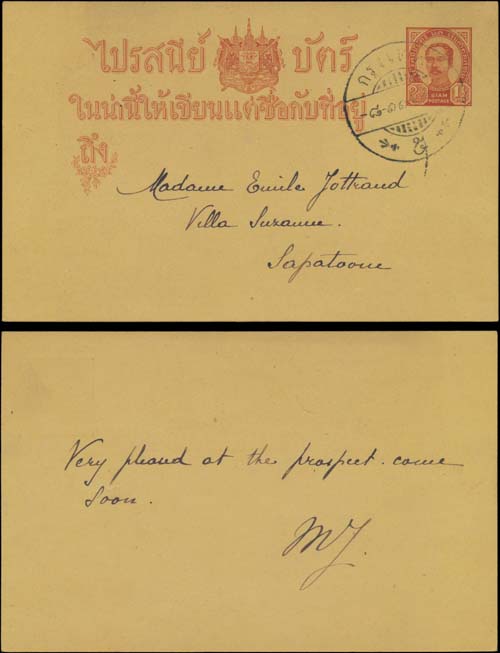 ไปรสนีย์ บัตร์
ในน่านี้ให้เขียนแต่ชื่อกับที่อยู่
ถึง
SIAM
POSTAGE
Madame Emile Jottrand
Villa Suzanne.
Sapatoone
Very pleased at the prospect. come
soon.
MJ.